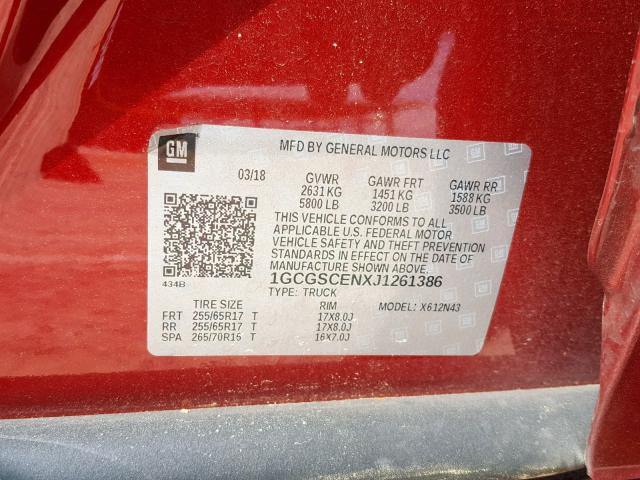 GM
MFD BY GENERAL MOTORS LLC
03/18 GVWR GAWR FRT GAWR RR
2631 KG 1451 KG 1588 KG
5800 LB 3200 LB 3500 LB
THIS VEHICLE CONFORMS TO ALL
APPLICABLE U.S. FEDERAL MOTOR
VEHICLE SAFETY AND THEFT PREVENTION
STANDARDS IN EFFECT ON THE DATE OF
MANUFACTURE SHOWN ABOVE.
434B 1GCGSCENXJ1261386
TYPE: TRUCK MODEL: X612N43
TIRE SIZE RIM
FRT 255/65R17 T 17X8.0J
RR 255/65R17 T 17X8.0J
SPA 265/70R16 T 16X7.0J